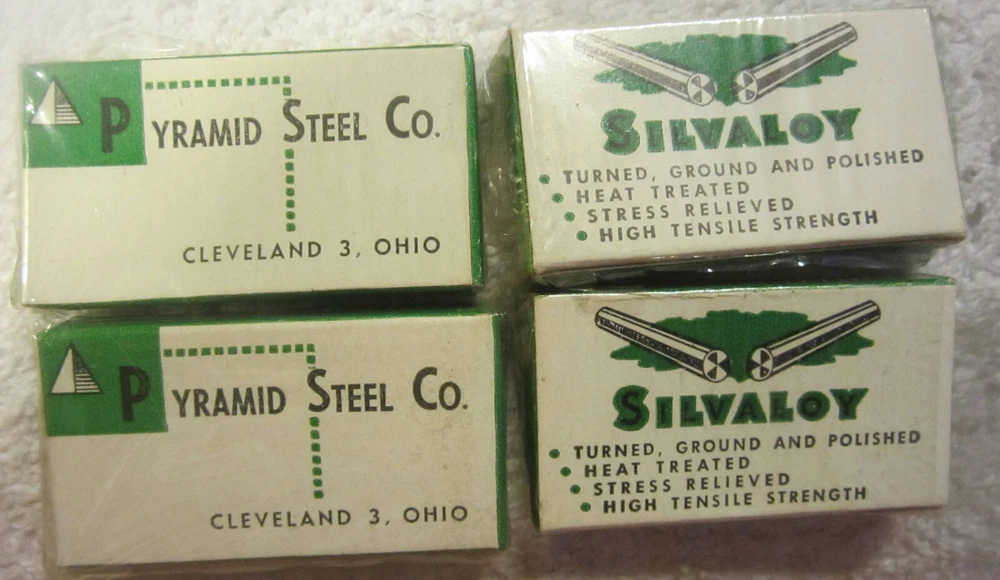 PYRAMID STEEL CO.
CLEVELAND 3, OHIO
SILVALOY
• TURNED, GROUND AND POLISHED
• HEAT TREATED
• STRESS RELIEVED
• HIGH TENSILE STRENGTH
PYRAMID STEEL CO.
CLEVELAND 3, OHIO
SILVALOY
• TURNED, GROUND AND POLISHED
• HEAT TREATED
• STRESS RELIEVED
• HIGH TENSILE STRENGTH